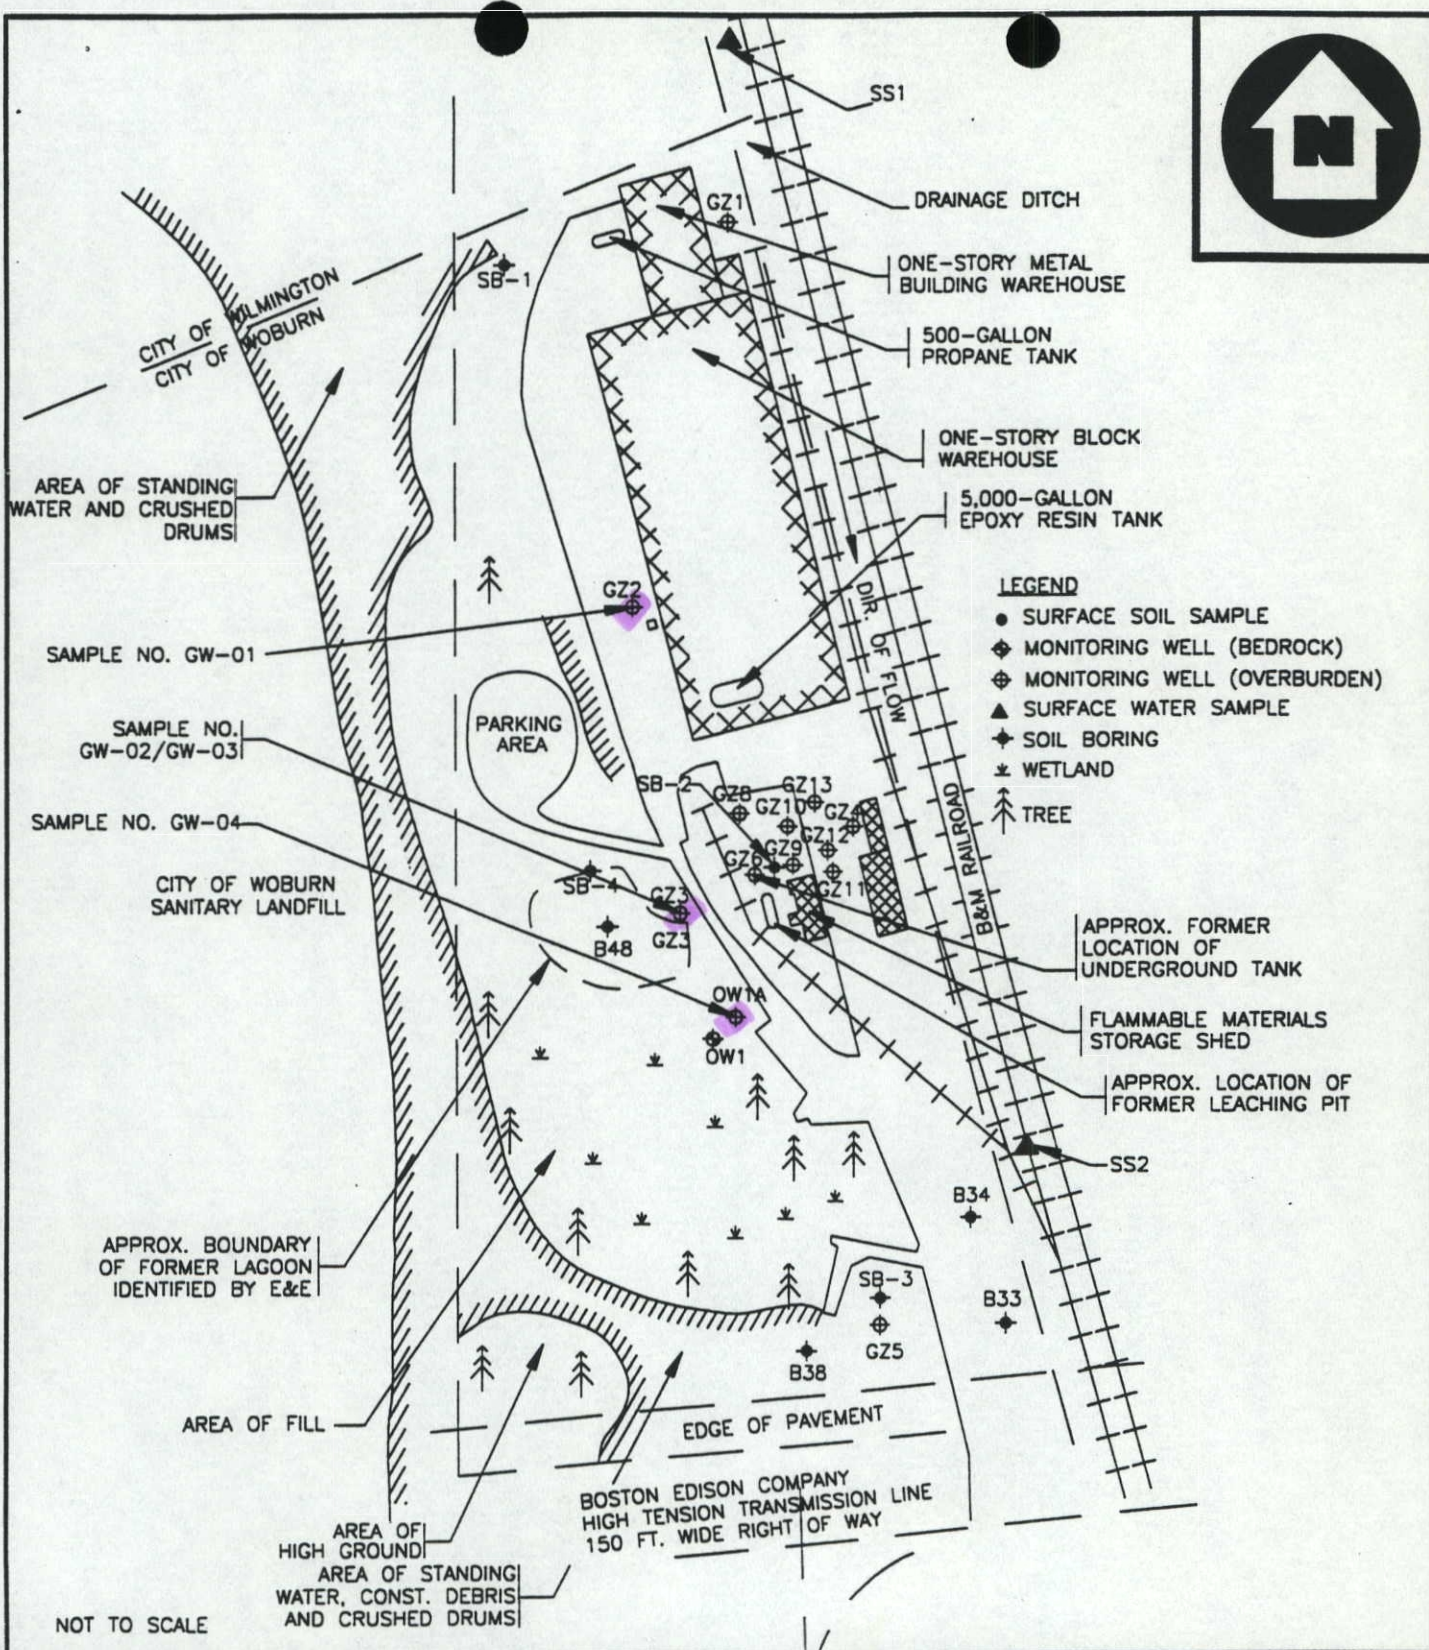 SS1
N
GZ1
DRAINAGE DITCH
ONE-STORY METAL
BUILDING WAREHOUSE
SB-1
CITY OF WILMINGTON
CITY OF WOBURN
500-GALLON
PROPANE TANK
ONE-STORY BLOCK
WAREHOUSE
AREA OF STANDING
WATER AND CRUSHED
DRUMS
5,000-GALLON
EPOXY RESIN TANK
LEGEND
SURFACE SOIL SAMPLE
MONITORING WELL (BEDROCK)
MONITORING WELL (OVERBURDEN)
SURFACE WATER SAMPLE
SOIL BORING
WETLAND
TREE
GZ2
DIR. OF FLOW
SAMPLE NO. GW-01
SAMPLE NO.
GW-02/GW-03
PARKING
AREA
SAMPLE NO. GW-04
SB-2
GZ13
GZ8
GZ10
GZ4
GZ12
GZ9
GZ6
GZ11
B&M RAILROAD
CITY OF WOBURN
SANITARY LANDFILL
SB-4
GZ3
GZ3
B48
APPROX. FORMER
LOCATION OF
UNDERGROUND TANK
OW1A
OW1
FLAMMABLE MATERIALS
STORAGE SHED
APPROX. LOCATION OF
FORMER LEACHING PIT
SS2
B34
APPROX. BOUNDARY
OF FORMER LAGOON
IDENTIFIED BY E&E
SB-3
B33
GZ5
B38
AREA OF FILL
EDGE OF PAVEMENT
BOSTON EDISON COMPANY
HIGH TENSION TRANSMISSION LINE
150 FT. WIDE RIGHT OF WAY
AREA OF
HIGH GROUND
AREA OF STANDING
WATER, CONST. DEBRIS
AND CRUSHED DRUMS
NOT TO SCALE